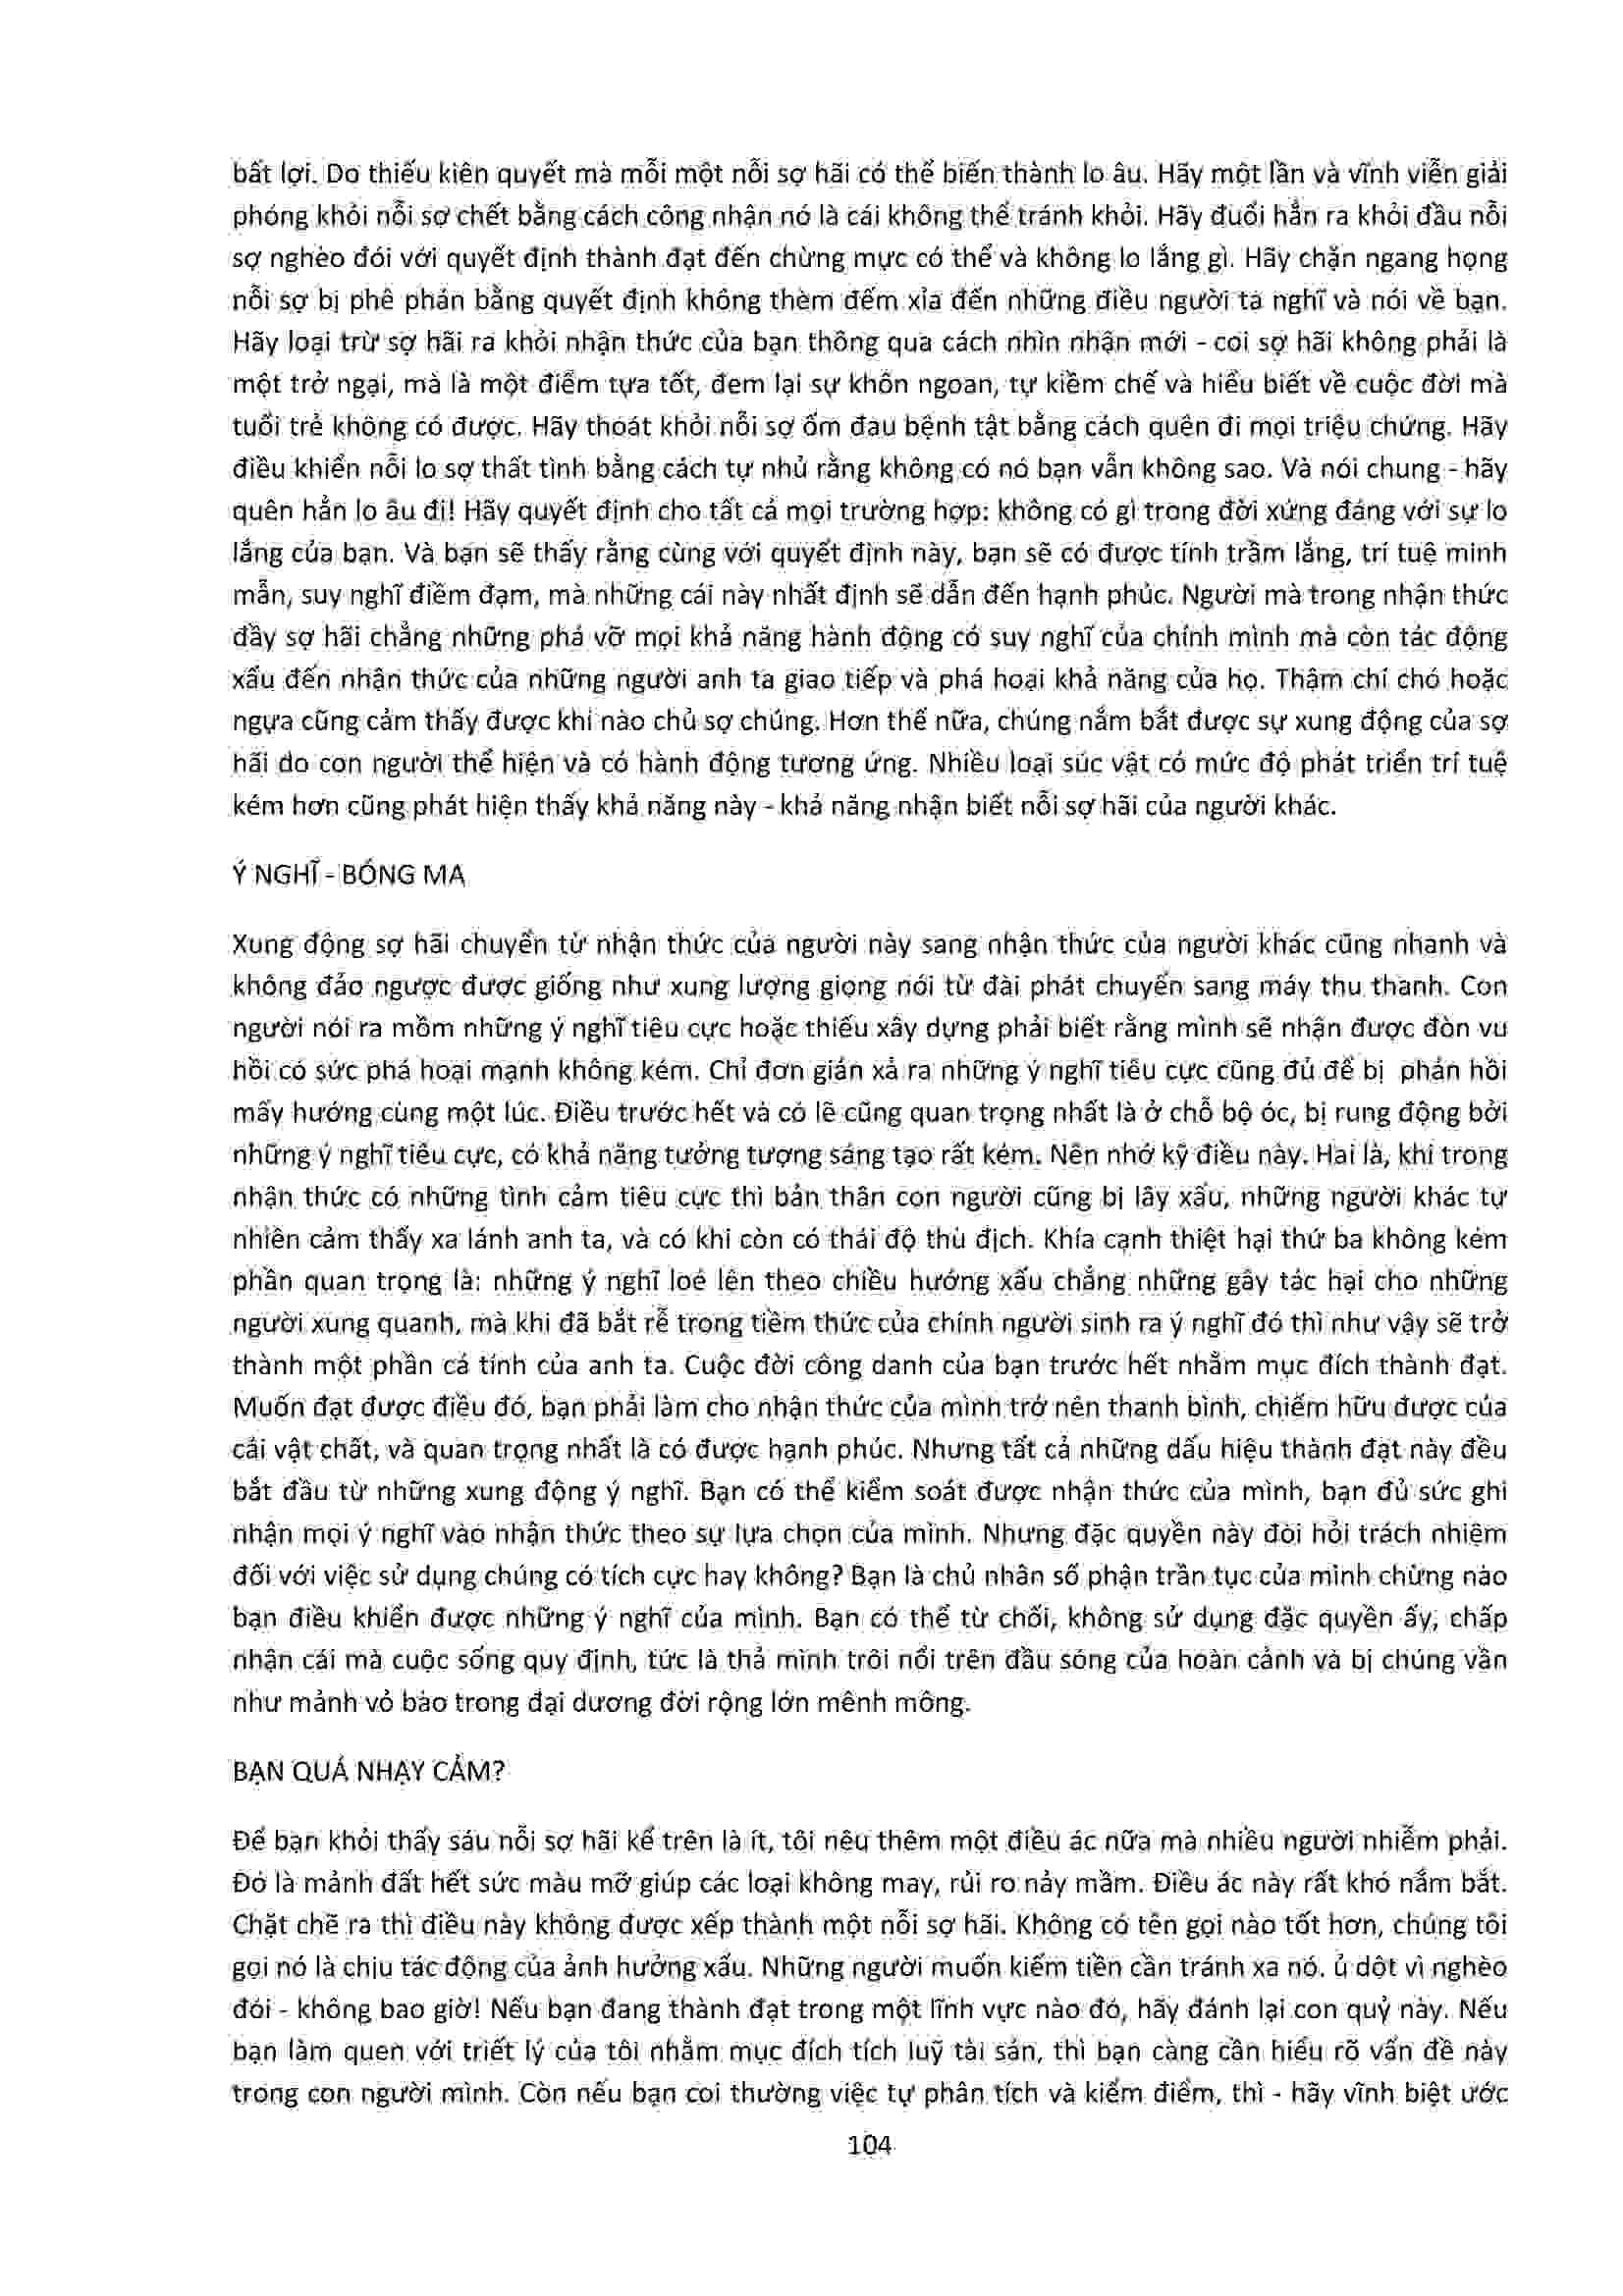 bất lợi. Do thiếu kiên quyết mà mỗi một nỗi sợ hãi có thể biến thành lo âu. Hãy một lần và vĩnh viễn giải
phóng khỏi nỗi sợ chết bằng cách công nhận nó là cái không thể tránh khỏi. Hãy đuổi hẳn ra khỏi đầu nỗi
sợ nghèo đói với quyết định thành đạt đến chừng mực có thể và không lo lắng gì. Hãy chặn ngang họng
nỗi sợ bị phê phán bằng quyết định không thèm đếm xỉa đến những điều người ta nghĩ và nói về bạn.
Hãy loại trừ sợ hãi ra khỏi nhận thức của bạn thông qua cách nhìn nhận mới - coi sợ hãi không phải là
một trở ngại, mà là một điểm tựa tốt, đem lại sự khôn ngoan, tự kiềm chế và hiểu biết về cuộc đời mà
tuổi trẻ không có được. Hãy thoát khỏi nỗi sợ ốm đau bệnh tật bằng cách quên đi mọi triệu chứng. Hãy
điều khiển nỗi lo sợ thất tình bằng cách tự nhủ rằng không có nó bạn vẫn không sao. Và nói chung - hãy
quên hẳn lo âu đi! Hãy quyết định cho tất cả mọi trường hợp: không có gì trong đời xứng đáng với sự lo
lắng của bạn. Và bạn sẽ thấy rằng cùng với quyết định này, bạn sẽ có được tính trầm lắng, trí tuệ minh
mẫn, suy nghĩ điềm đạm, mà những cái này nhất định sẽ dẫn đến hạnh phúc. Người mà trong nhận thức
đầy sợ hãi chẳng những phá vỡ mọi khả năng hành động có suy nghĩ của chính mình mà còn tác động
xấu đến nhận thức của những người anh ta giao tiếp và phá hoại khả năng của họ. Thậm chí chó hoặc
ngựa cũng cảm thấy được khi nào chủ sợ chúng. Hơn thế nữa, chúng nắm bắt được sự xung động của sợ
hãi do con người thể hiện và có hành động tương ứng. Nhiều loại súc vật có mức độ phát triển trí tuệ
kém hơn cũng phát hiện thấy khả năng này - khả năng nhận biết nỗi sợ hãi của người khác.
Ý NGHĨ - BÓNG MA
Xung động sợ hãi chuyển từ nhận thức của người này sang nhận thức của người khác cũng nhanh và
không đảo ngược được giống như xung lượng giọng nói từ đài phát chuyển sang máy thu thanh. Con
người nói ra mồm những ý nghĩ tiêu cực hoặc thiếu xây dựng phải biết rằng mình sẽ nhận được đòn vu
hồi có sức phá hoại mạnh không kém. Chỉ đơn giản xả ra những ý nghĩ tiêu cực cũng đủ để bị phản hồi
mấy hướng cùng một lúc. Điều trước hết và có lẽ cũng quan trọng nhất là ở chỗ bộ óc, bị rung động bởi
những ý nghĩ tiêu cực, có khả năng tưởng tượng sáng tạo rất kém. Nên nhớ kỹ điều này. Hai là, khi trong
nhận thức có những tình cảm tiêu cực thì bản thân con người cũng bị lây xấu, những người khác tự
nhiên cảm thấy xa lánh anh ta, và có khi còn có thái độ thù địch. Khía cạnh thiệt hại thứ ba không kém
phần quan trọng là: những ý nghĩ loé lên theo chiều hướng xấu chẳng những gây tác hại cho những
người xung quanh, mà khi đã bắt rễ trong tiềm thức của chính người sinh ra ý nghĩ đó thì như vậy sẽ trở
thành một phần cá tính của anh ta. Cuộc đời công danh của bạn trước hết nhằm mục đích thành đạt.
Muốn đạt được điều đó, bạn phải làm cho nhận thức của mình trở nên thanh bình, chiếm hữu được của
cải vật chất, và quan trọng nhất là có được hạnh phúc. Nhưng tất cả những dấu hiệu thành đạt này đều
bắt đầu từ những xung động ý nghĩ. Bạn có thể kiểm soát được nhận thức của mình, bạn đủ sức ghi
nhận mọi ý nghĩ vào nhận thức theo sự lựa chọn của mình. Nhưng đặc quyền này đòi hỏi trách nhiệm
đối với việc sử dụng chúng có tích cực hay không? Bạn là chủ nhân số phận trần tục của mình chừng nào
bạn điều khiển được những ý nghĩ của mình. Bạn có thể từ chối, không sử dụng đặc quyền ấy, chấp
nhận cái mà cuộc sống quy định, tức là thả mình trôi nổi trên đầu sóng của hoàn cảnh và bị chúng vần
như mảnh vỏ bào trong đại dương đời rộng lớn mênh mông.
BẠN QUÁ NHẠY CẢM?
Để bạn khỏi thấy sáu nỗi sợ hãi kể trên là ít, tôi nêu thêm một điều ác nữa mà nhiều người nhiễm phải.
Đó là mảnh đất hết sức màu mỡ giúp các loại không may, rủi ro nảy mầm. Điều ác này rất khó nắm bắt.
Chặt chẽ ra thì điều này không được xếp thành một nỗi sợ hãi. Không có tên gọi nào tốt hơn, chúng tôi
gọi nó là chịu tác động của ảnh hưởng xấu. Những người muốn kiếm tiền cần tránh xa nó. ủ dột vì nghèo
đói - không bao giờ! Nếu bạn đang thành đạt trong một lĩnh vực nào đó, hãy đánh lại con quỷ này. Nếu
bạn làm quen với triết lý của tôi nhằm mục đích tích luỹ tài sản, thì bạn càng cần hiểu rõ vấn đề này
trong con người mình. Còn nếu bạn coi thường việc tự phân tích và kiểm điểm, thì - hãy vĩnh biệt ước
104